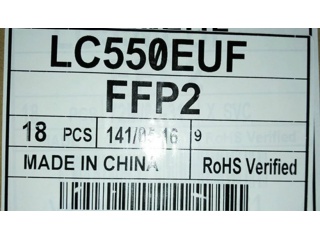 LC550EUF
FFP2
18 PCS 141/05/16 9
MADE IN CHINA RoHS Verified